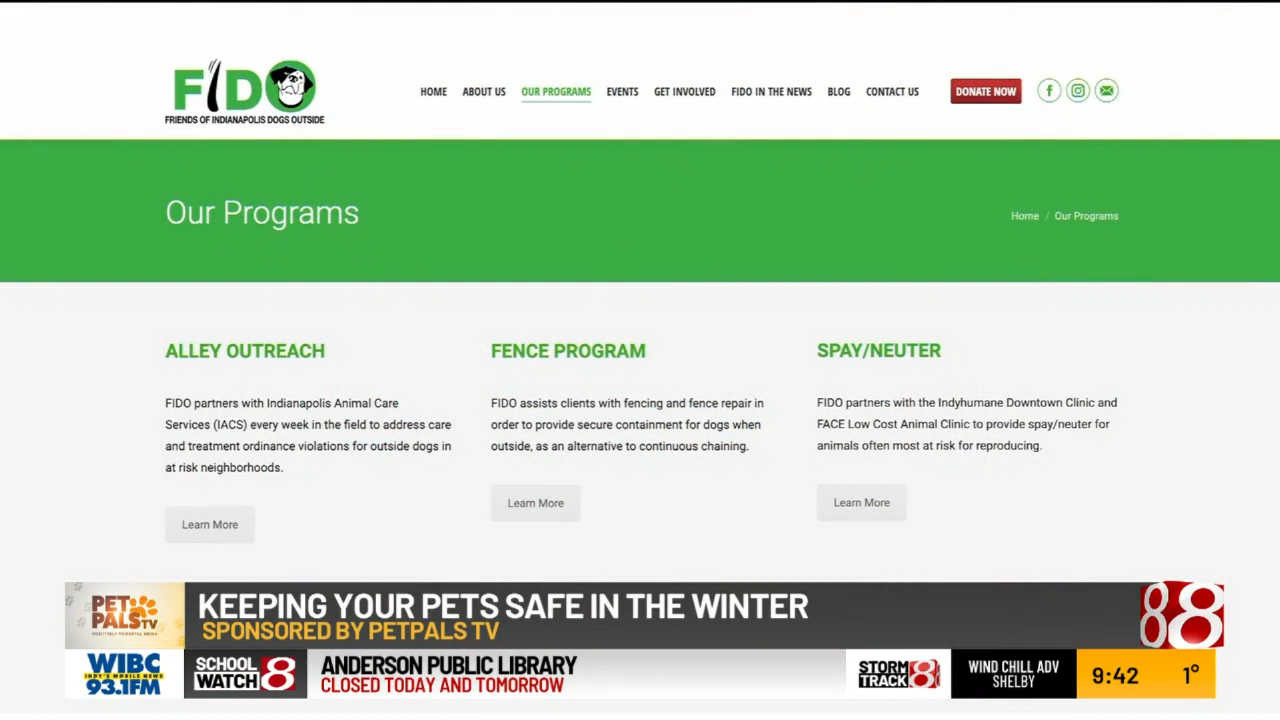 FIDO
FRIENDS OF INDIANAPOLIS DOGS OUTSIDE
HOME ABOUT US OUR PROGRAMS EVENTS GET INVOLVED FIDO IN THE NEWS BLOG CONTACT US DONATE NOW
Our Programs
Home / Our Programs
ALLEY OUTREACH
FIDO partners with Indianapolis Animal Care
Services (IACS) every week in the field to address care
and treatment ordinance violations for outside dogs in
at risk neighborhoods.
Learn More
FENCE PROGRAM
FIDO assists clients with fencing and fence repair in
order to provide secure containment for dogs when
outside, as an alternative to continuous chaining.
Learn More
SPAY/NEUTER
FIDO partners with the Indyhumane Downtown Clinic and
FACE Low Cost Animal Clinic to provide spay/neuter for
animals often most at risk for reproducing.
Learn More
PET
PALSTV
POSITIVELY POWERFUL MEDIA
KEEPING YOUR PETS SAFE IN THE WINTER
SPONSORED BY PETPALS TV
8
WIBC
INDY'S MOBILE NEWS
93.1FM
SCHOOL
WATCH 8
ANDERSON PUBLIC LIBRARY
CLOSED TODAY AND TOMORROW
STORM
TRACK 8
WIND CHILL ADV
SHELBY
9:42 1°